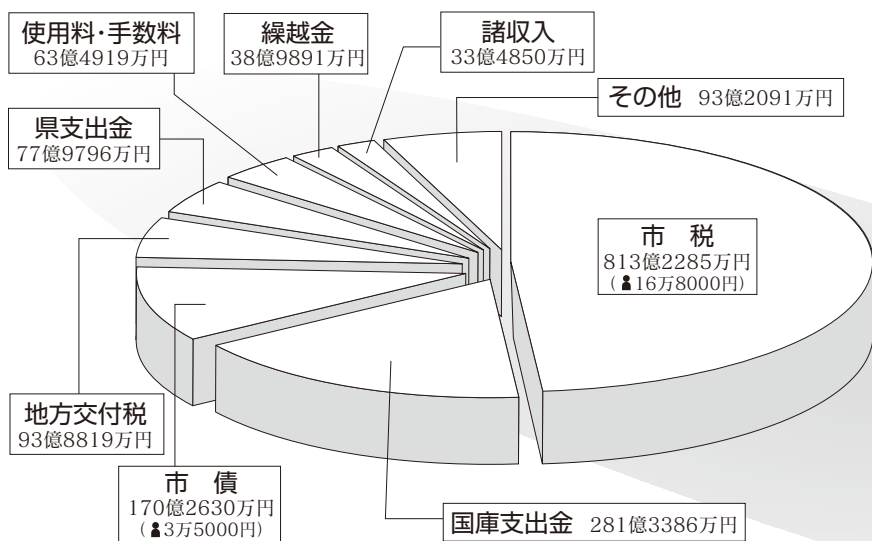 使用料・手数料
63億4919万円
繰越金
38億9891万円
諸収入
33億4850万円
その他 93億2091万円
県支出金
77億9796万円
市 税
813億2285万円
(16万8000円)
地方交付税
93億8819万円
市 債
170億2630万円
(3万5000円)
国庫支出金 281億3386万円